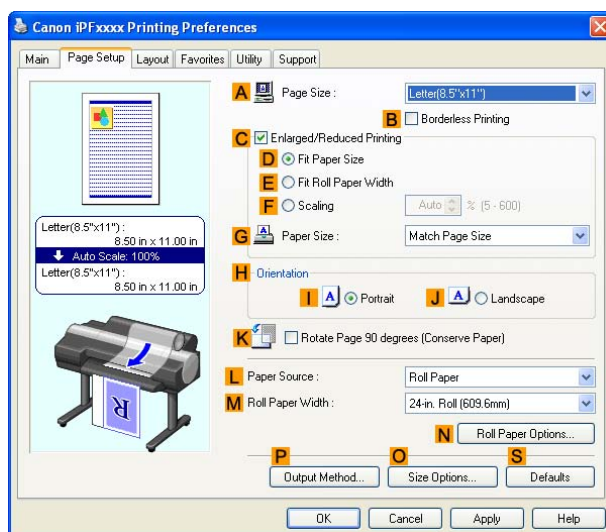 Canon iPFxxxx Printing Preferences
Main Page Setup Layout Favorites Utility Support
A Page Size : Letter(8.5"x11")
B Borderless Printing
C Enlarged/Reduced Printing
D Fit Paper Size
E Fit Roll Paper Width
F Scaling Auto % (5 - 600)
G Paper Size : Match Page Size
Letter(8.5"x11") :
8.50 in x 11.00 in
Auto Scale: 100%
Letter(8.5"x11") :
8.50 in x 11.00 in
H Orientation
I A Portrait J A Landscape
K Rotate Page 90 degrees (Conserve Paper)
L Paper Source : Roll Paper
M Roll Paper Width : 24-in. Roll (609.6mm)
N Roll Paper Options...
R
P O S
Output Method... Size Options... Defaults
OK Cancel Apply Help